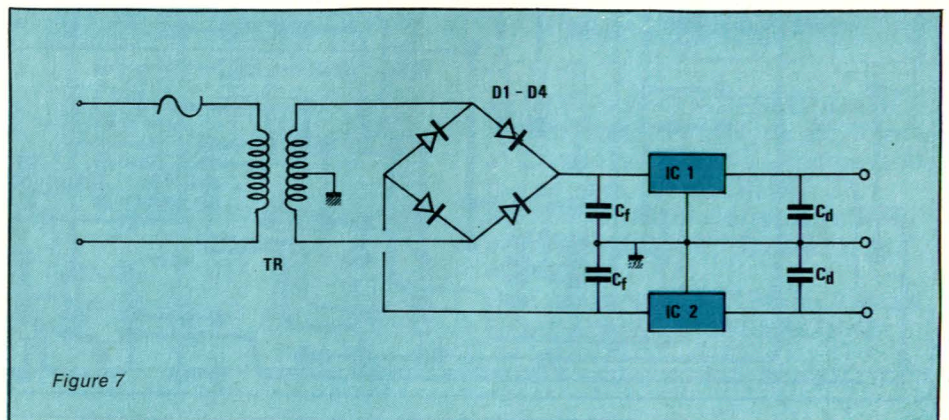 D1 - D4
IC 1
Cf
Cd
TR
Cf
Cd
IC 2
Figure 7